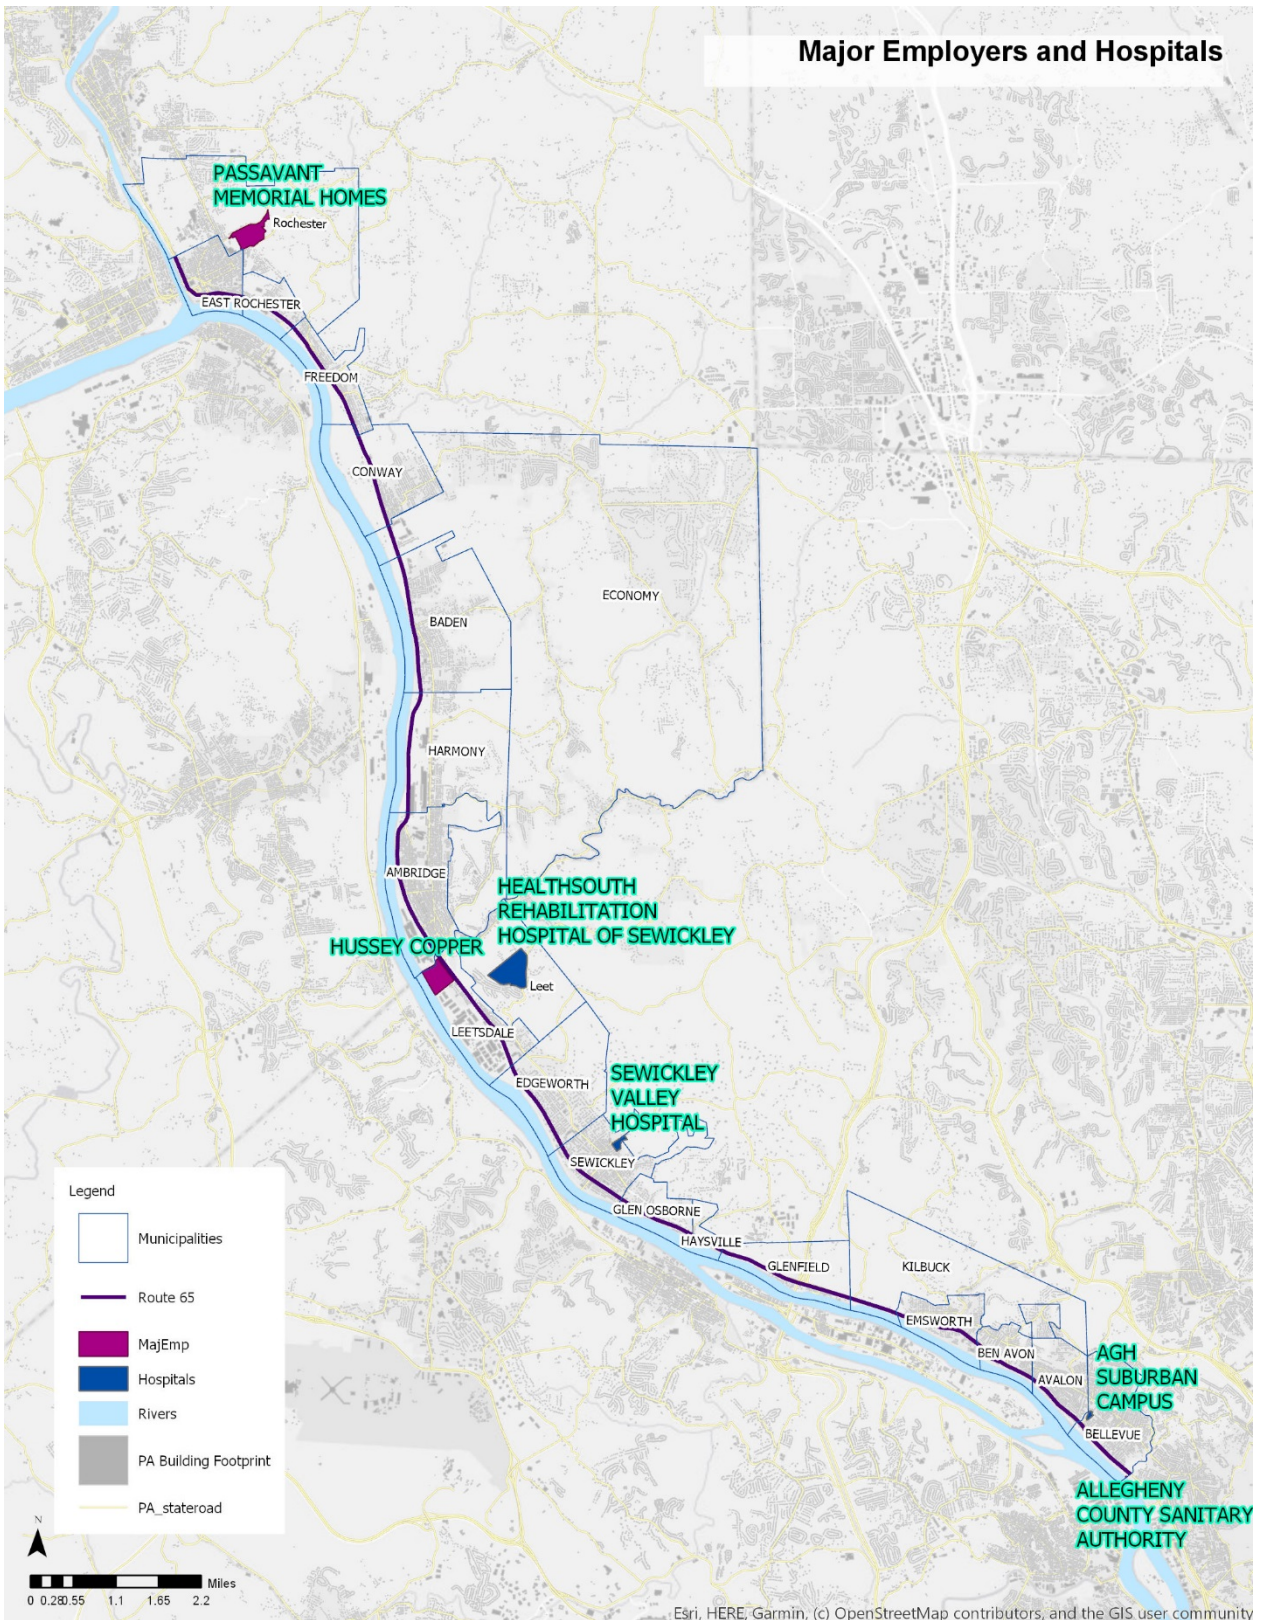 Major Employers and Hospitals
PASSAVANT
MEMORIAL HOMES
Rochester
EAST ROCHESTER
FREEDOM
CONWAY
ECONOMY
BADEN
HARMONY
AMBRIDGE
HEALTHSOUTH
REHABILITATION
HOSPITAL OF SEWICKLEY
HUSSEY COPPER
Leet
LEETSDALE
EDGEWORTH
SEWICKLEY
VALLEY
HOSPITAL
SEWICKLEY
GLEN OSBORNE
HAYSVILLE
GLENFIELD
KILBUCK
EMSWORTH
BEN AVON
AVALON
AGH
SUBURBAN
CAMPUS
BELLEVUE
ALLEGHENY
COUNTY SANITARY
AUTHORITY
Legend
Municipalities
Route 65
MajEmp
Hospitals
Rivers
PA Building Footprint
PA_stateroad
N
Miles
0 0.28 0.55 1.1 1.65 2.2
Esri, HERE, Garmin, (c) OpenStreetMap contributors, and the GIS user community